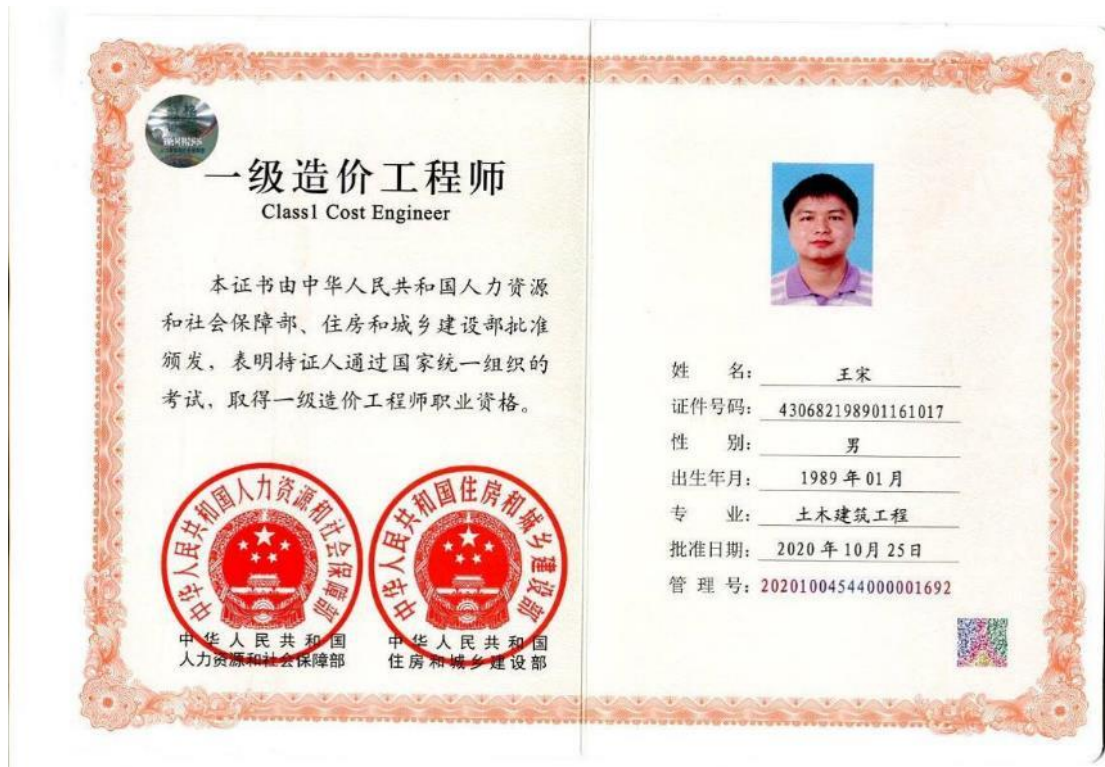 一级造价工程师
Class1 Cost Engineer
本证书由中华人民共和国人力资源
和社会保障部、住房和城乡建设部批准
颁发，表明持证人通过国家统一组织的
考试，取得一级造价工程师职业资格。
中华人民共和国人力资源和社会保障部
中华人民共和国住房和城乡建设部
中华人民共和国
人力资源和社会保障部
中华人民共和国
住房和城乡建设部
姓 名：王宋
证件号码：430682198901161017
性 别：男
出生年月：1989年01月
专 业：土木建筑工程
批准日期：2020年10月25日
管 理 号：20201004544000001692